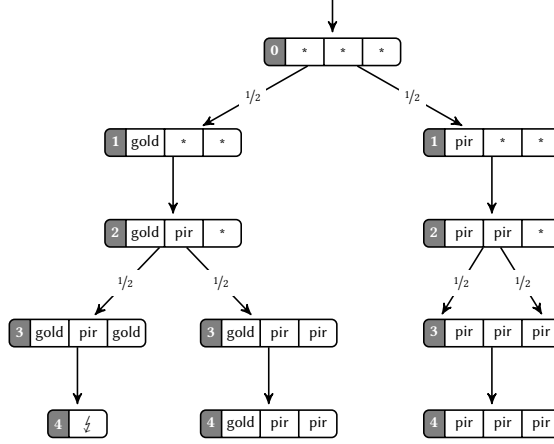 0 * * *
1/2 1/2
1 gold * * 1 pir * *
2 gold pir * 2 pir pir *
1/2 1/2 1/2 1/2
3 gold pir gold 3 gold pir pir 3 pir pir pir
4 ↯ 4 gold pir pir 4 pir pir pir